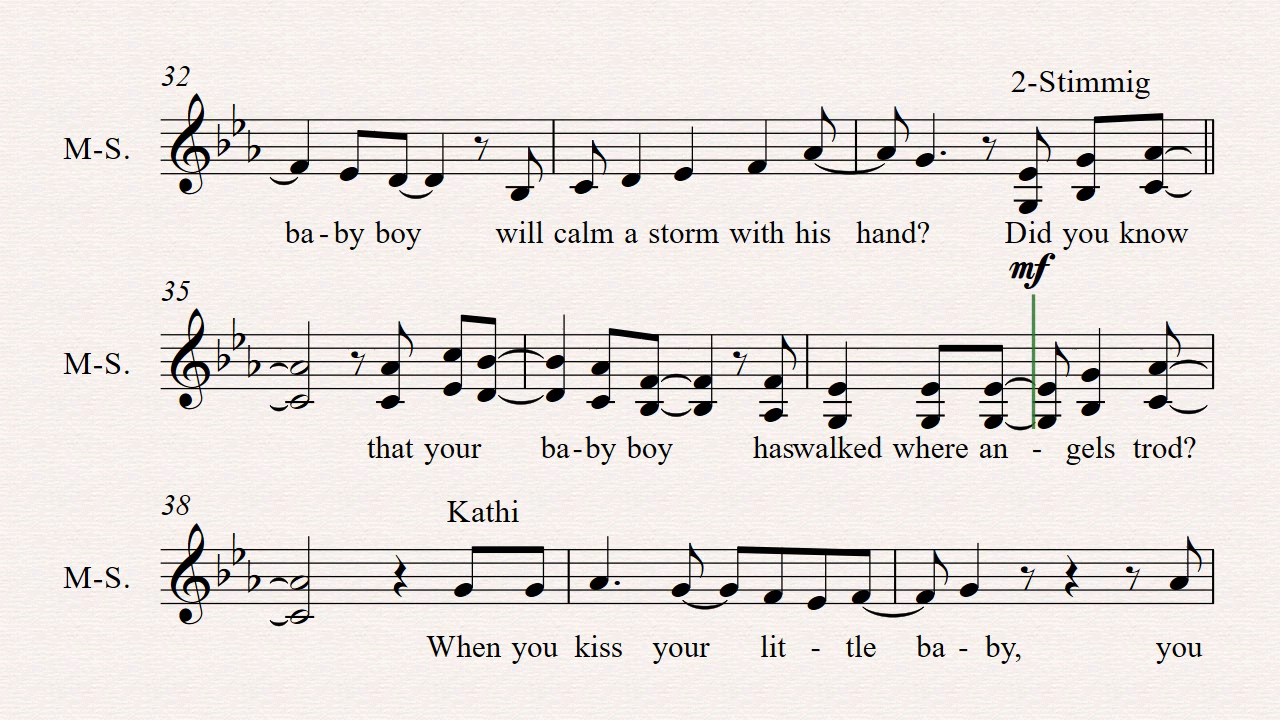 32
2-Stimmig
M-S.
ba - by boy will calm a storm with his hand? Did you know
mf
35
M-S.
that your ba - by boy haswalked where an - gels trod?
38
Kathi
M-S.
When you kiss your lit - tle ba - by, you